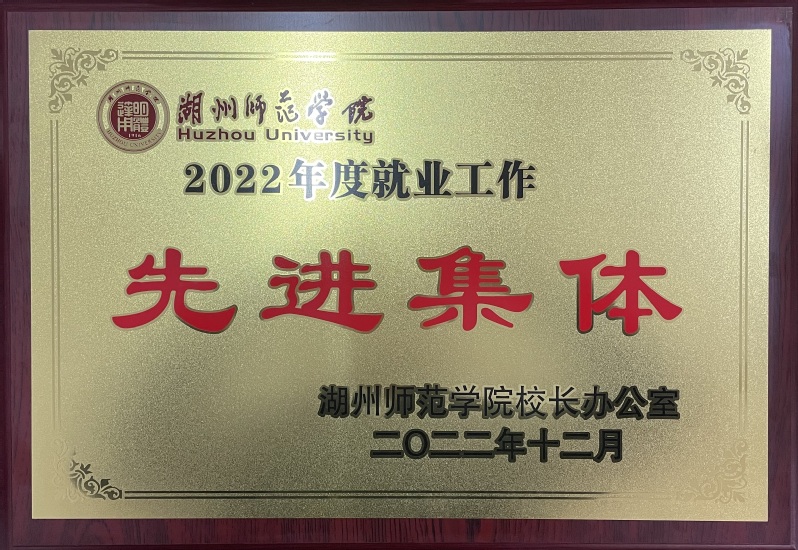 湖州师范学院
Huzhou University
2022年度就业工作
先进集体
湖州师范学院校长办公室
二〇二二年十二月